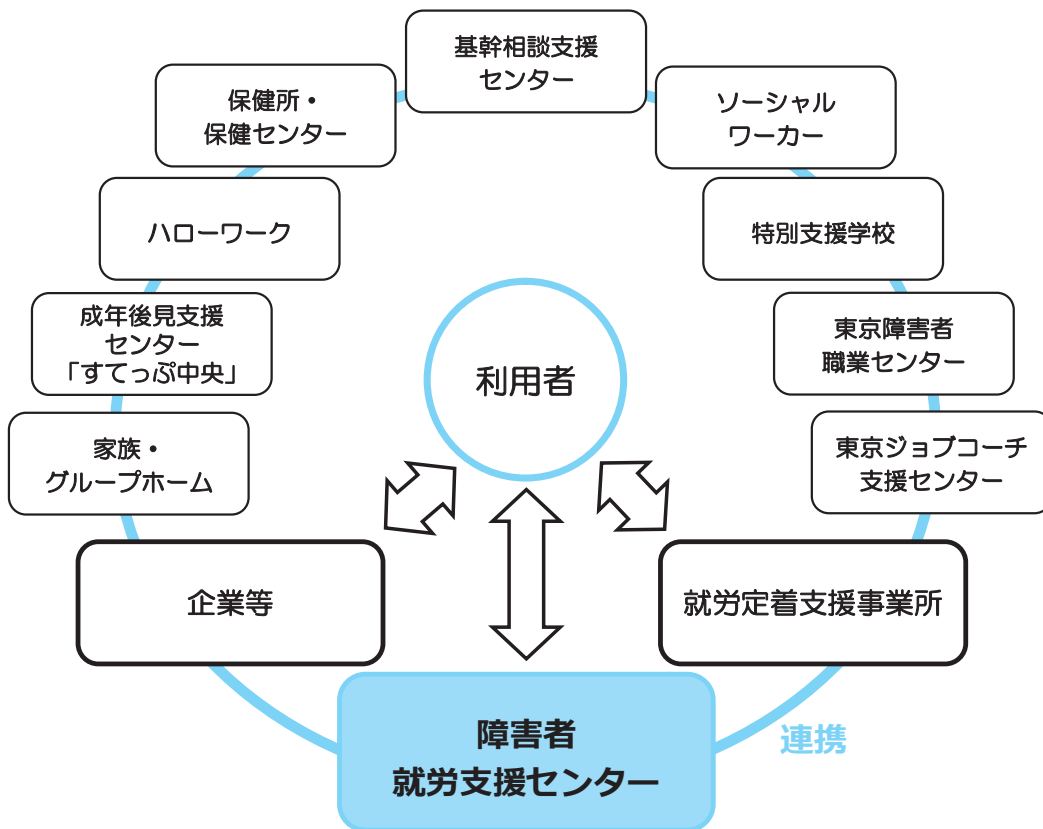 基幹相談支援
センター
保健所・
保健センター
ソーシャル
ワーカー
ハローワーク
特別支援学校
成年後見支援
センター
「すてっぷ中央」
東京障害者
職業センター
利用者
家族・
グループホーム
東京ジョブコーチ
支援センター
企業等
就労定着支援事業所
障害者
就労支援センター
連携